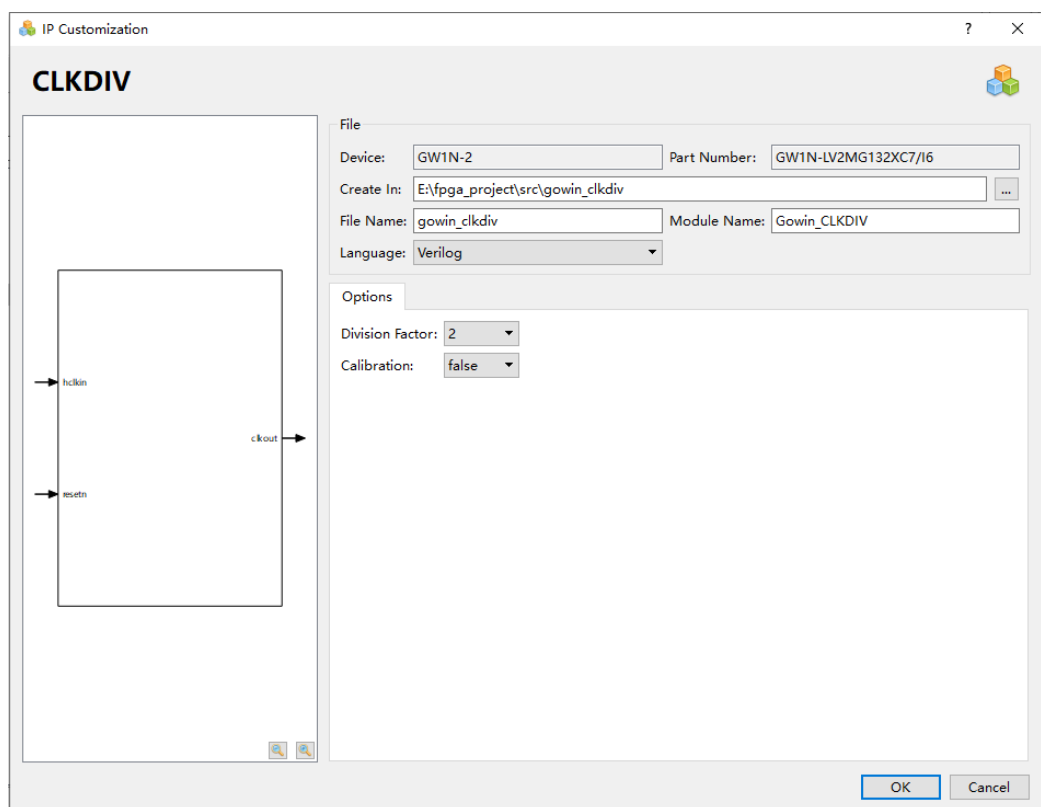 IP Customization ?
CLKDIV
File
Device: GW1N-2 Part Number: GW1N-LV2MG132XC7/I6
Create In: E:\fpga_project\src\gowin_clkdiv ...
File Name: gowin_clkdiv Module Name: Gowin_CLKDIV
Language: Verilog
Options
Division Factor: 2
Calibration: false
hclkin
clkout
resetn
OK Cancel